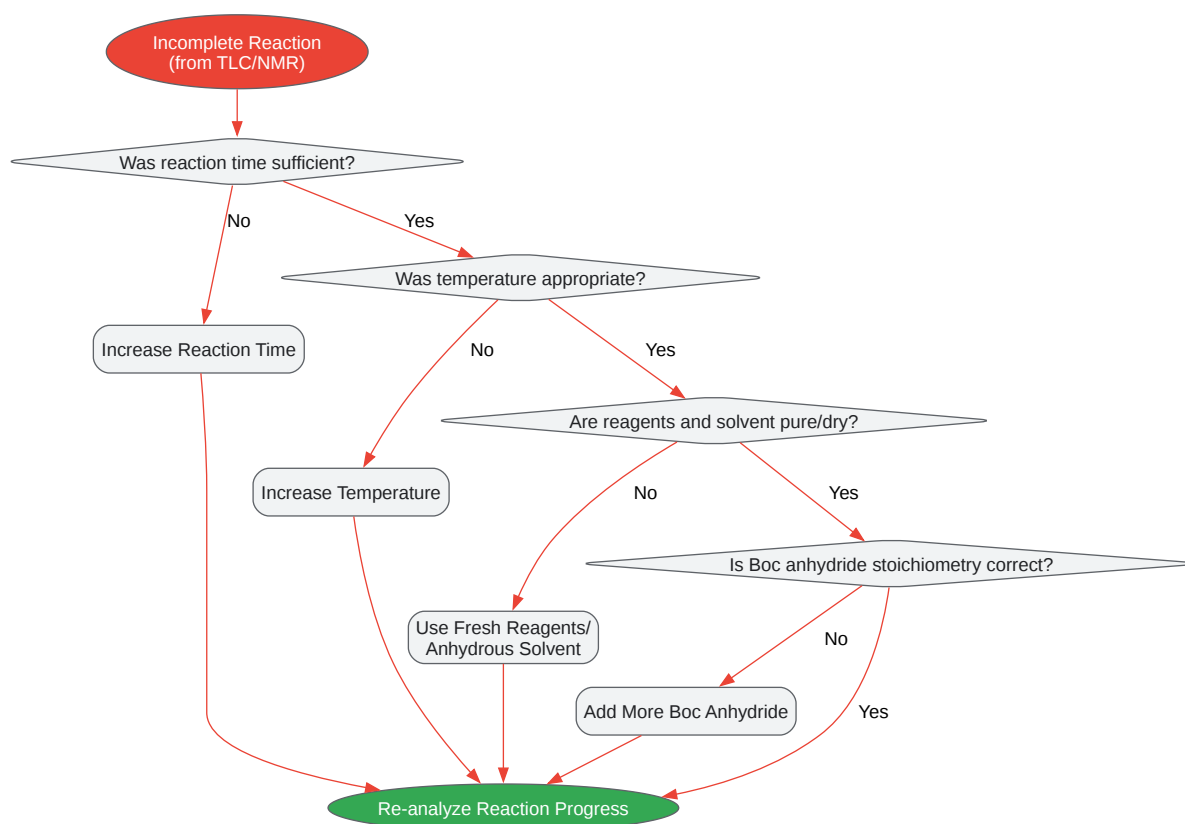 Incomplete Reaction
(from TLC/NMR)
Was reaction time sufficient?
No
Yes
Was temperature appropriate?
Increase Reaction Time
No
Yes
Are reagents and solvent pure/dry?
Increase Temperature
No
Yes
Is Boc anhydride stoichiometry correct?
Use Fresh Reagents/
Anhydrous Solvent
No
Add More Boc Anhydride
Yes
Re-analyze Reaction Progress